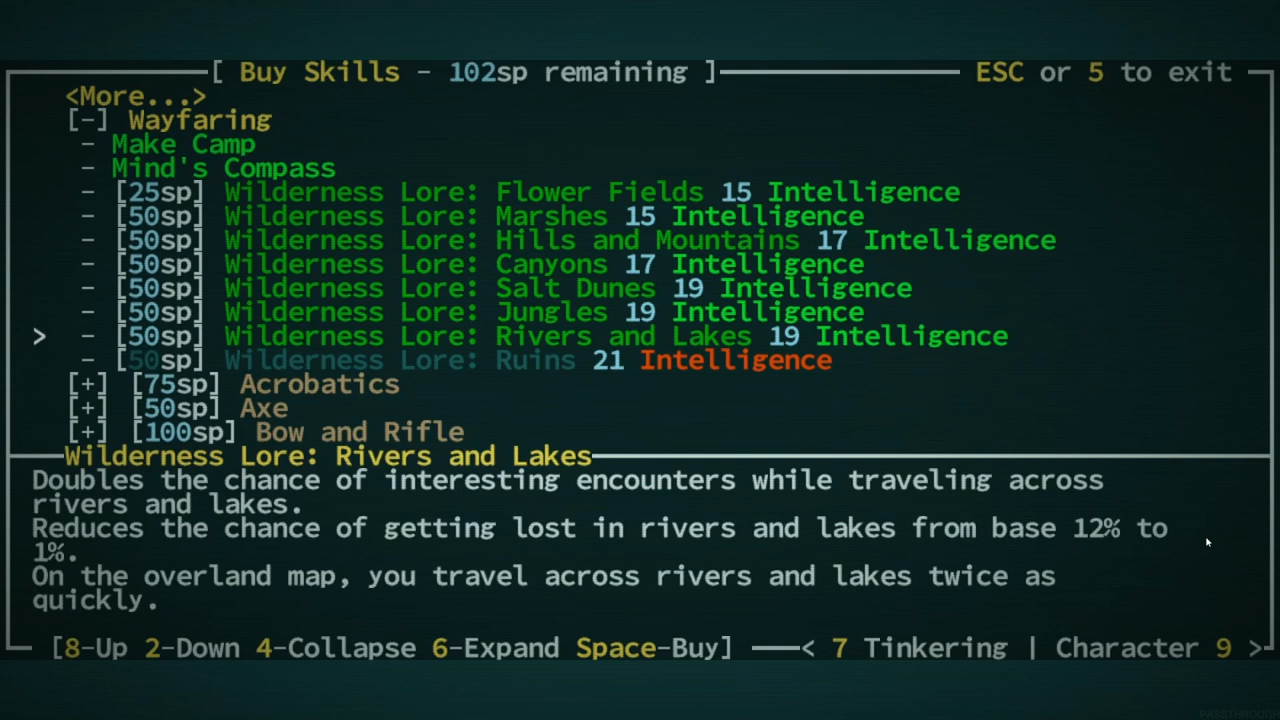 [ Buy Skills - 102sp remaining ] ESC or 5 to exit
<More...>
[-] Wayfaring
- Make Camp
- Mind's Compass
- [25sp] Wilderness Lore: Flower Fields 15 Intelligence
- [50sp] Wilderness Lore: Marshes 15 Intelligence
- [50sp] Wilderness Lore: Hills and Mountains 17 Intelligence
- [50sp] Wilderness Lore: Canyons 17 Intelligence
- [50sp] Wilderness Lore: Salt Dunes 19 Intelligence
- [50sp] Wilderness Lore: Jungles 19 Intelligence
> - [50sp] Wilderness Lore: Rivers and Lakes 19 Intelligence
- [50sp] Wilderness Lore: Ruins 21 Intelligence
[+] [75sp] Acrobatics
[+] [50sp] Axe
[+] [100sp] Bow and Rifle
Wilderness Lore: Rivers and Lakes
Doubles the chance of interesting encounters while traveling across
rivers and lakes.
Reduces the chance of getting lost in rivers and lakes from base 12% to
1%.
On the overland map, you travel across rivers and lakes twice as
quickly.
[8-Up 2-Down 4-Collapse 6-Expand Space-Buy] < 7 Tinkering | Character 9 >